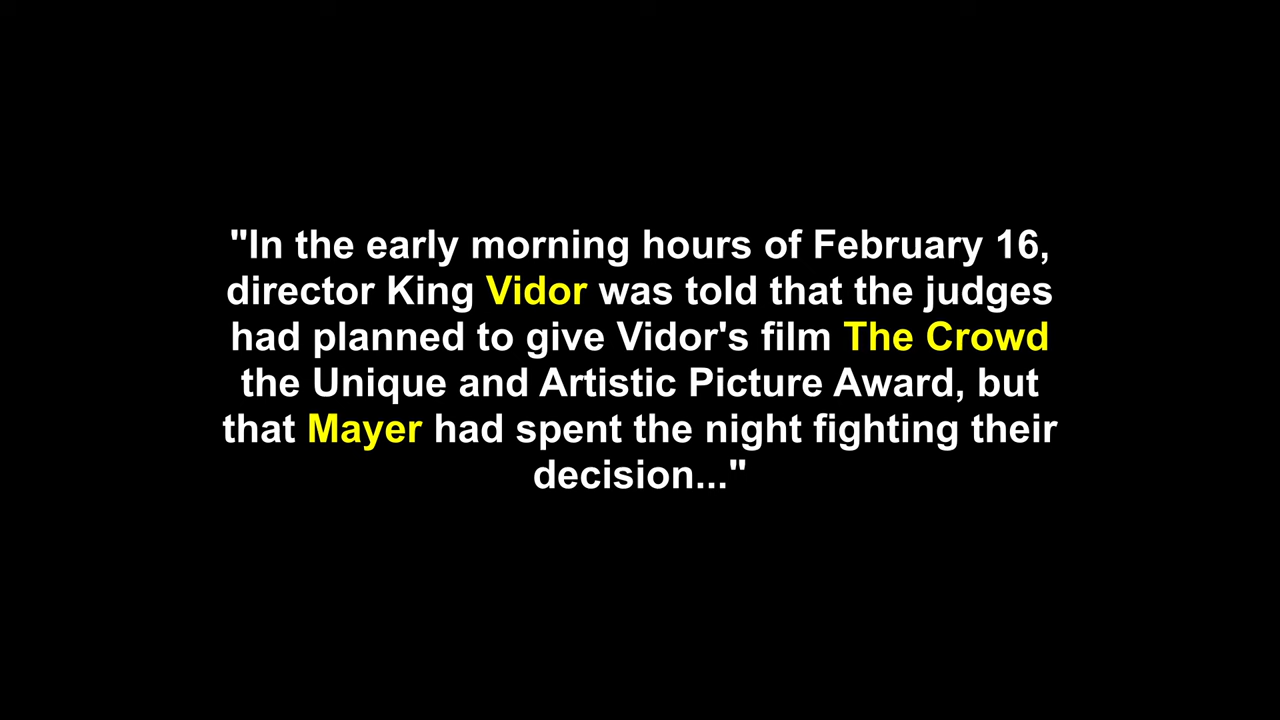 "In the early morning hours of February 16,
director King Vidor was told that the judges
had planned to give Vidor's film The Crowd
the Unique and Artistic Picture Award, but
that Mayer had spent the night fighting their
decision..."